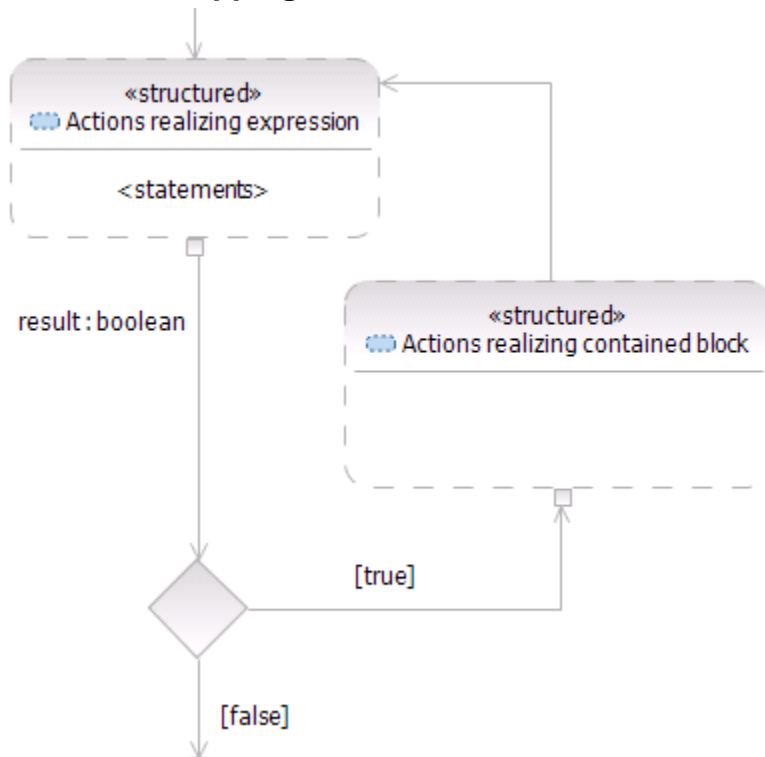 «structured»
Actions realizing expression
<statements>
result : boolean
«structured»
Actions realizing contained block
[true]
[false]